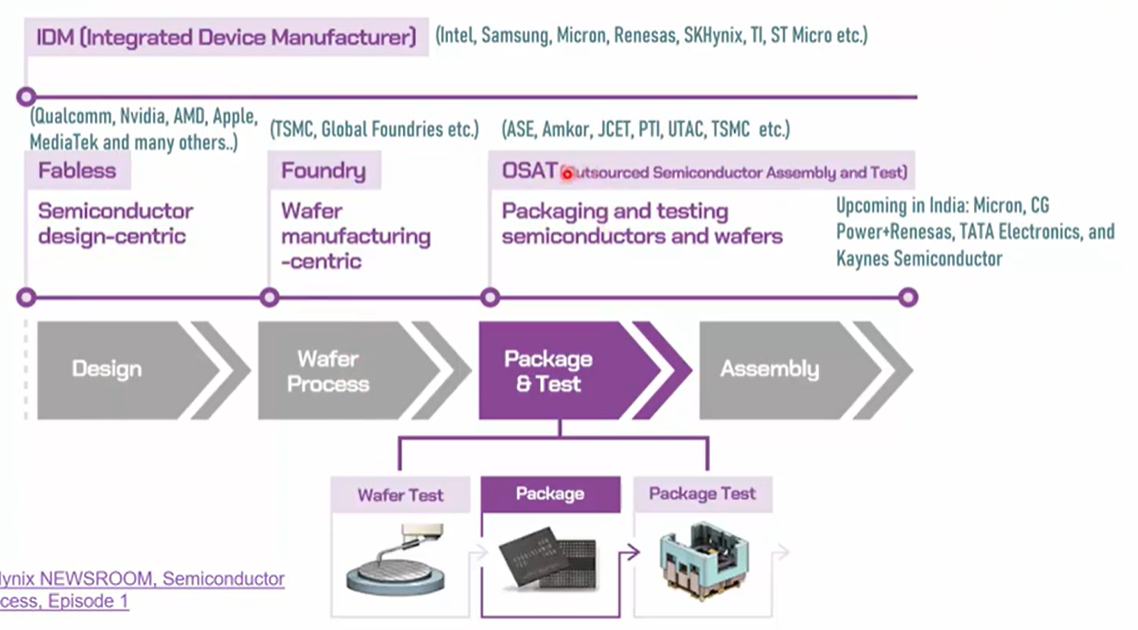 IDM (Integrated Device Manufacturer)
(Intel, Samsung, Micron, Renesas, SKHynix, TI, ST Micro etc.)
(Qualcomm, Nvidia, AMD, Apple,
MediaTek and many others..)
(TSMC, Global Foundries etc.)
(ASE, Amkor, JCET, PTI, UTAC, TSMC etc.)
Fabless
Foundry
OSAT (Outsourced Semiconductor Assembly and Test)
Semiconductor
design-centric
Wafer
manufacturing
-centric
Packaging and testing
semiconductors and wafers
Upcoming in India: Micron, CG
Power+Renesas, TATA Electronics, and
Kaynes Semiconductor
Design
Wafer
Process
Package
& Test
Assembly
Wafer Test
Package
Package Test
Hynix NEWSROOM, Semiconductor
cess, Episode 1